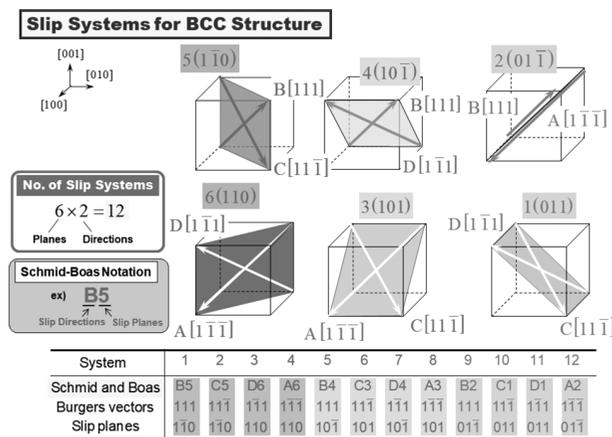 Slip Systems for BCC Structure
[001]
[010]
[100]
5(11̄0)
B[111]
C[111̄]
4(101̄)
B[111]
D[11̄1]
2(011̄)
B[111]
A[11̄1̄]
No. of Slip Systems
6×2=12
Planes Directions
Schmid-Boas Notation
ex) B5
Slip Directions Slip Planes
6(110)
D[11̄1]
A[11̄1̄]
3(101)
A[11̄1̄]
C[111̄]
1(011)
D[11̄1]
C[111̄]
System 1 2 3 4 5 6 7 8 9 10 11 12
Schmid and Boas B5 C5 D6 A6 B4 C3 D4 A3 B2 C1 D1 A2
Burgers vectors 111 111̄ 11̄1 11̄1̄ 111 111̄ 11̄1 11̄1̄ 111 111̄ 11̄1 11̄1̄
Slip planes 11̄0 11̄0 110 110 101̄ 101 101̄ 101 011̄ 011 011 011̄